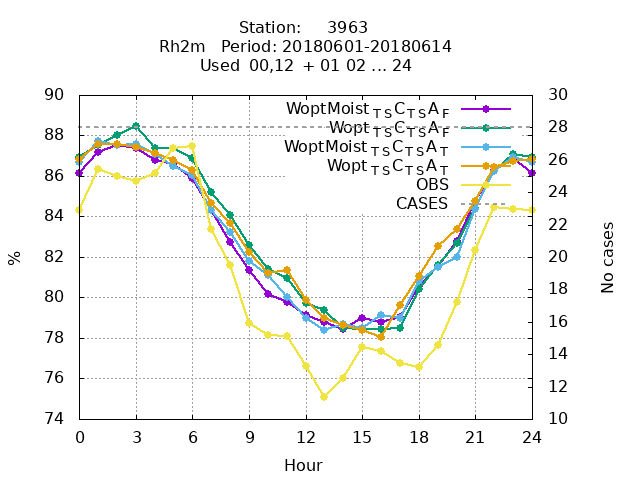 Station: 3963
Rh2m Period: 20180601-20180614
Used 00,12 + 01 02 ... 24
90 30
WoptMoist TS C TS A F
88 28
Wopt TS C TS A F
WoptMoist TS C TS A T
86 26
Wopt TS C TS A T
OBS
24
CASES
84 22
82 20
80 18
78 16
14
76 12
74 10
%
No cases
0 3 6 9 12 15 18 21 24
Hour